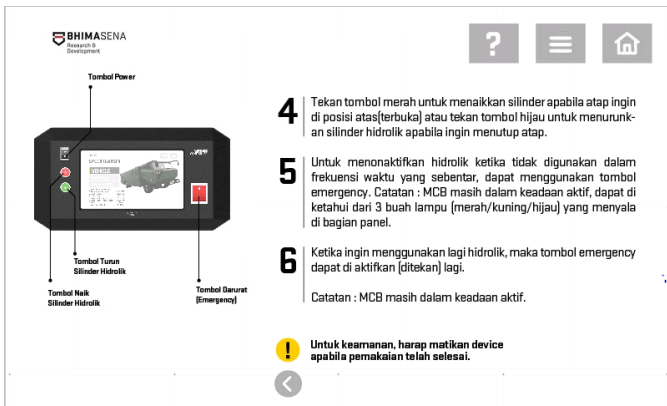 BHIMASENA
Research &
Development
?
Tombol Power
SPECIFICATION
VEHICLE
Tombol Turun
Silinder Hidrolik
Tombol Naik
Silinder Hidrolik
Tombol Darurat
(Emergency)
4 Tekan tombol merah untuk menaikkan silinder apabila atap ingin
di posisi atas(terbuka) atau tekan tombol hijau untuk menurunk-
an silinder hidrolik apabila ingin menutup atap.
5 Untuk menonaktifkan hidrolik ketika tidak digunakan dalam
frekuensi waktu yang sebentar, dapat menggunakan tombol
emergency. Catatan : MCB masih dalam keadaan aktif, dapat di
ketahui dari 3 buah lampu (merah/kuning/hijau) yang menyala
di bagian panel.
6 Ketika ingin menggunakan lagi hidrolik, maka tombol emergency
dapat di aktifkan (ditekan) lagi.
Catatan : MCB masih dalam keadaan aktif.
! Untuk keamanan, harap matikan device
apabila pemakaian telah selesai.